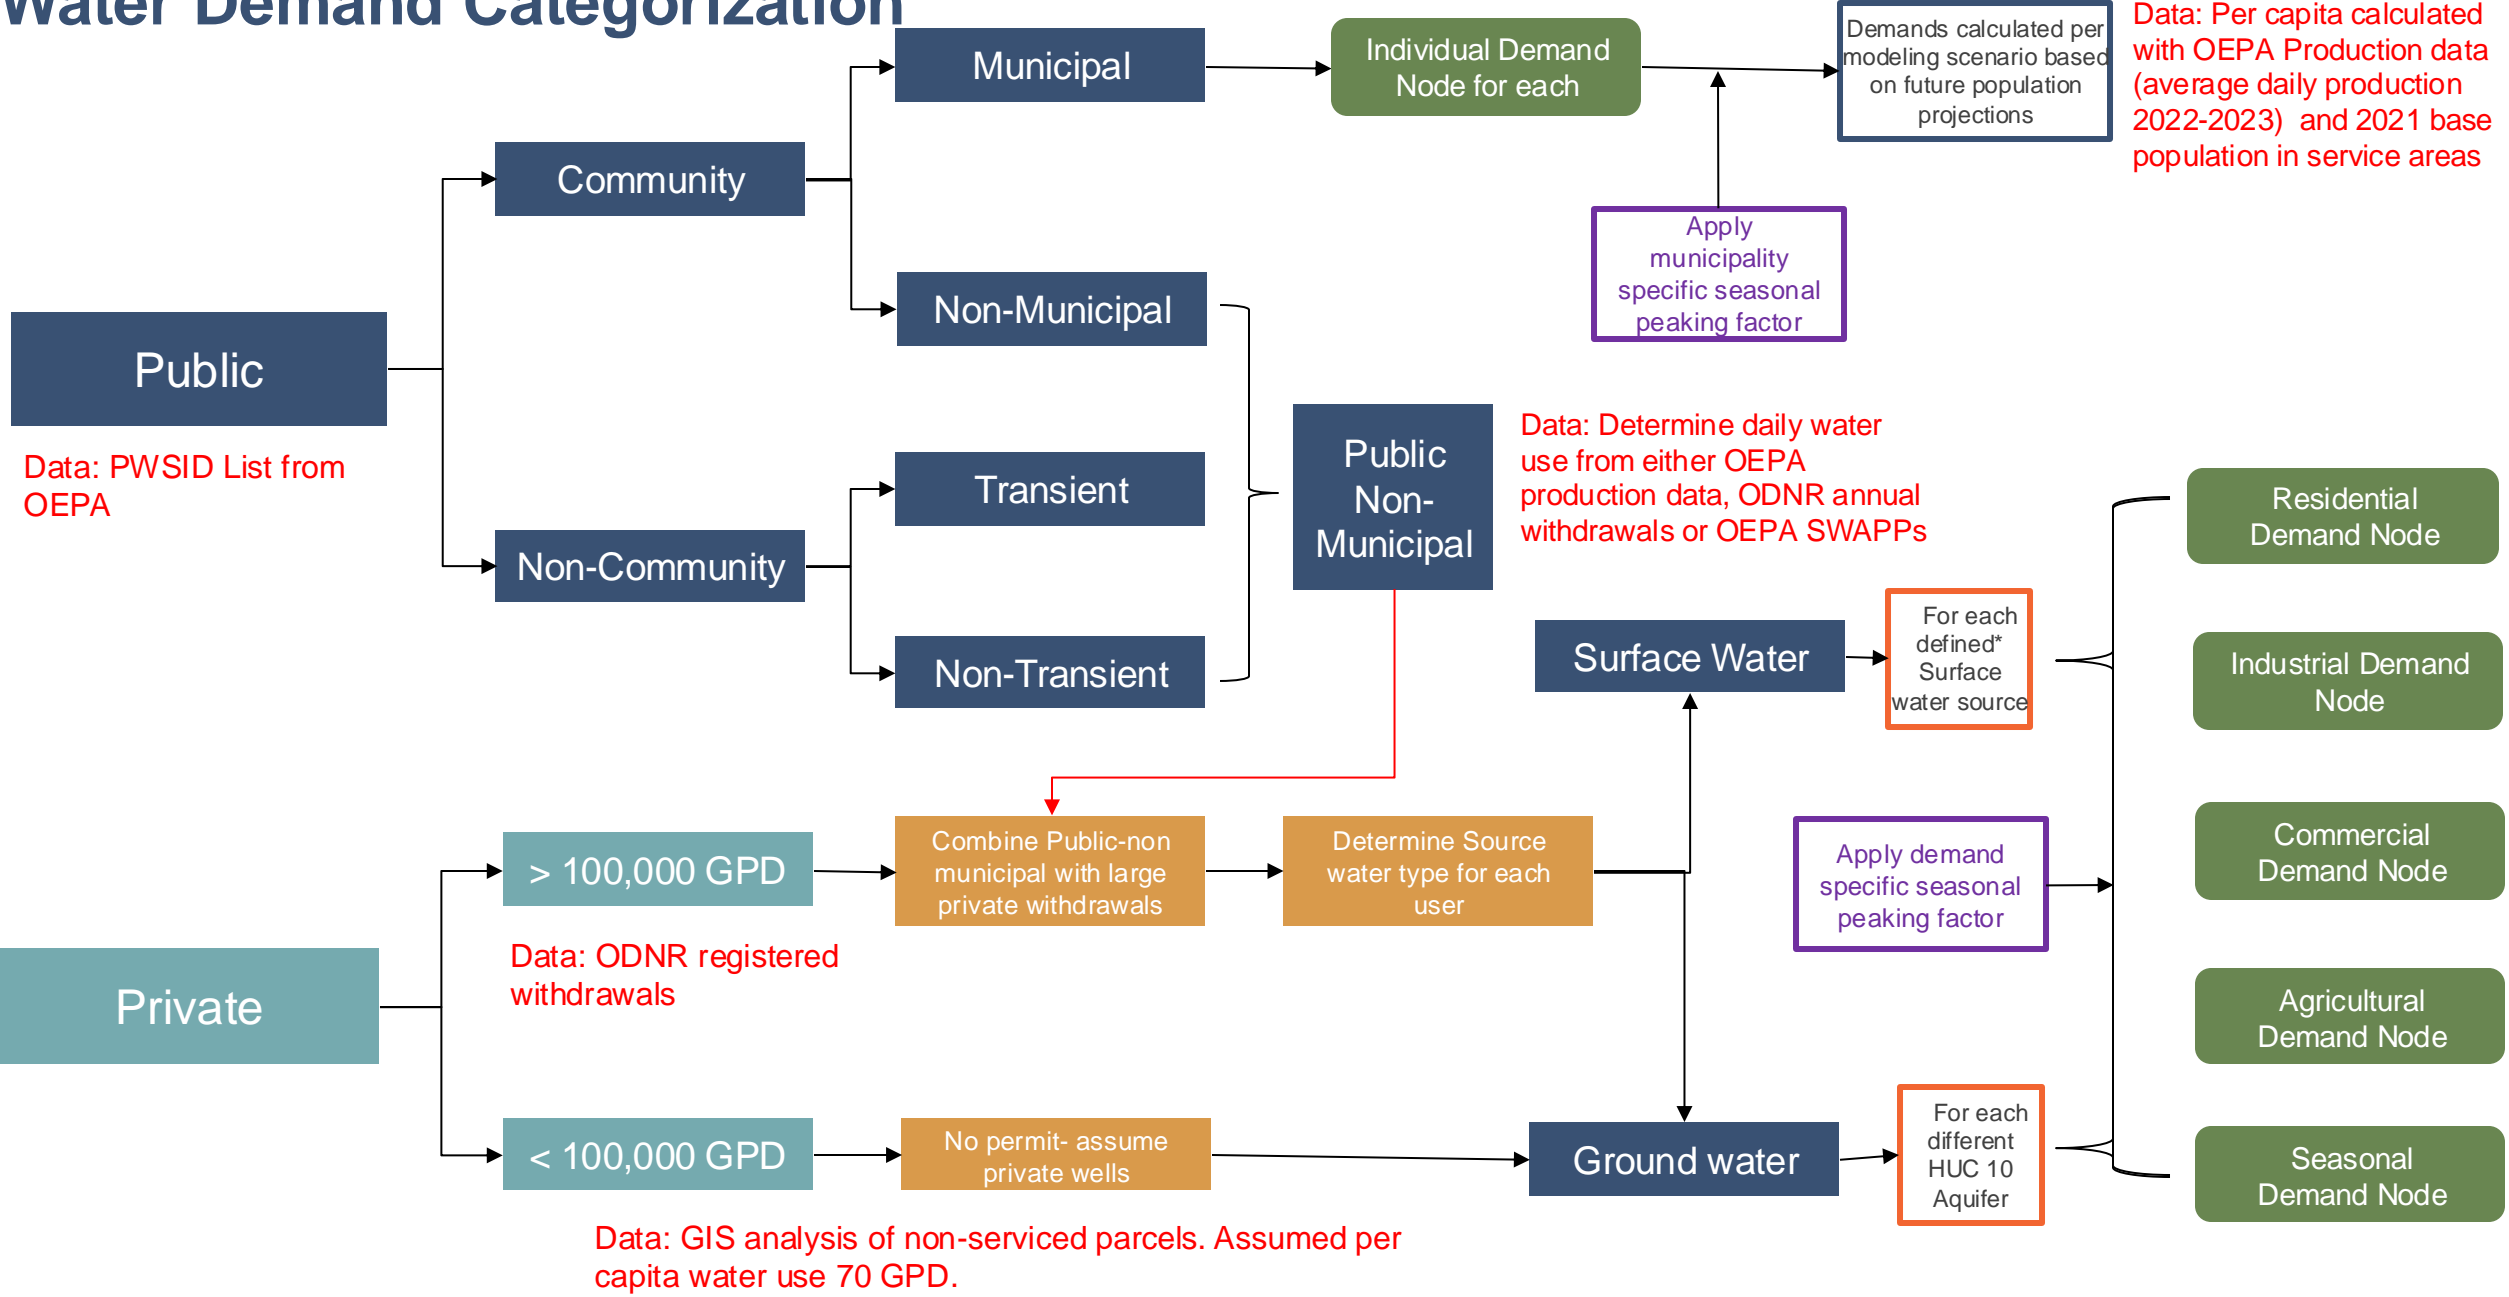 Water Demand Categorization
Municipal
Individual Demand
Node for each
Demands calculated per
modeling scenario based
on future population
projections
Data: Per capita calculated
with OEPA Production data
(average daily production
2022-2023)  and 2021 base
population in service areas
Community
Apply
municipality
specific seasonal
peaking factor
Non-Municipal
Public
Data: PWSID List from
OEPA
Transient
Public
Non-
Municipal
Data: Determine daily water
use from either OEPA
production data, ODNR annual
withdrawals or OEPA SWAPPs
Non-Community
Non-Transient
Surface Water
For each
defined*
Surface
water source
Residential
Demand Node
Industrial Demand
Node
Commercial
Demand Node
Agricultural
Demand Node
Seasonal
Demand Node
> 100,000 GPD
Combine Public-non
municipal with large
private withdrawals
Determine Source
water type for each
user
Apply demand
specific seasonal
peaking factor
Data: ODNR registered
withdrawals
Private
< 100,000 GPD
No permit- assume
private wells
Ground water
For each
different
HUC 10
Aquifer
Data: GIS analysis of non-serviced parcels. Assumed per
capita water use 70 GPD.